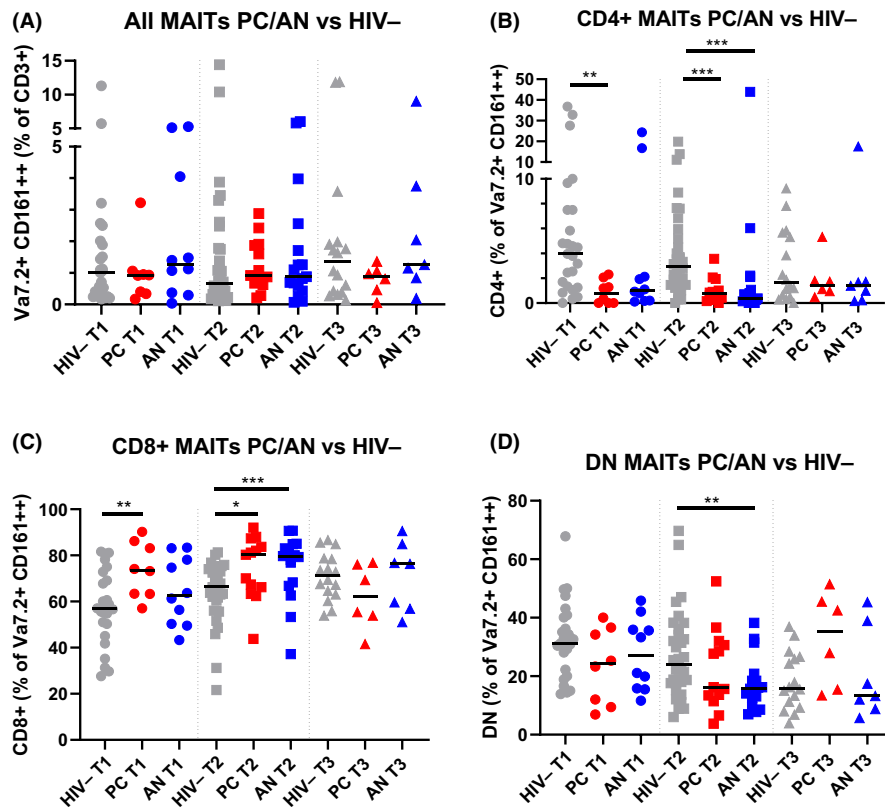 (A)
All MAITs PC/AN vs HIV–
Va7.2+ CD161++ (% of CD3+)
15
10
5
5
0
HIV– T1
PC T1
AN T1
HIV– T2
PC T2
AN T2
HIV– T3
PC T3
AN T3
(B)
CD4+ MAITs PC/AN vs HIV–
CD4+ (% of Va7.2+ CD161++)
50
40
30
20
10
10
5
0
**
***
***
HIV– T1
PC T1
AN T1
HIV– T2
PC T2
AN T2
HIV– T3
PC T3
AN T3
(C)
CD8+ MAITs PC/AN vs HIV–
CD8+ (% of Va7.2+ CD161++)
100
80
60
40
20
0
**
***
*
HIV– T1
PC T1
AN T1
HIV– T2
PC T2
AN T2
HIV– T3
PC T3
AN T3
(D)
DN MAITs PC/AN vs HIV–
DN (% of Va7.2+ CD161++)
80
60
40
20
0
**
HIV– T1
PC T1
AN T1
HIV– T2
PC T2
AN T2
HIV– T3
PC T3
AN T3